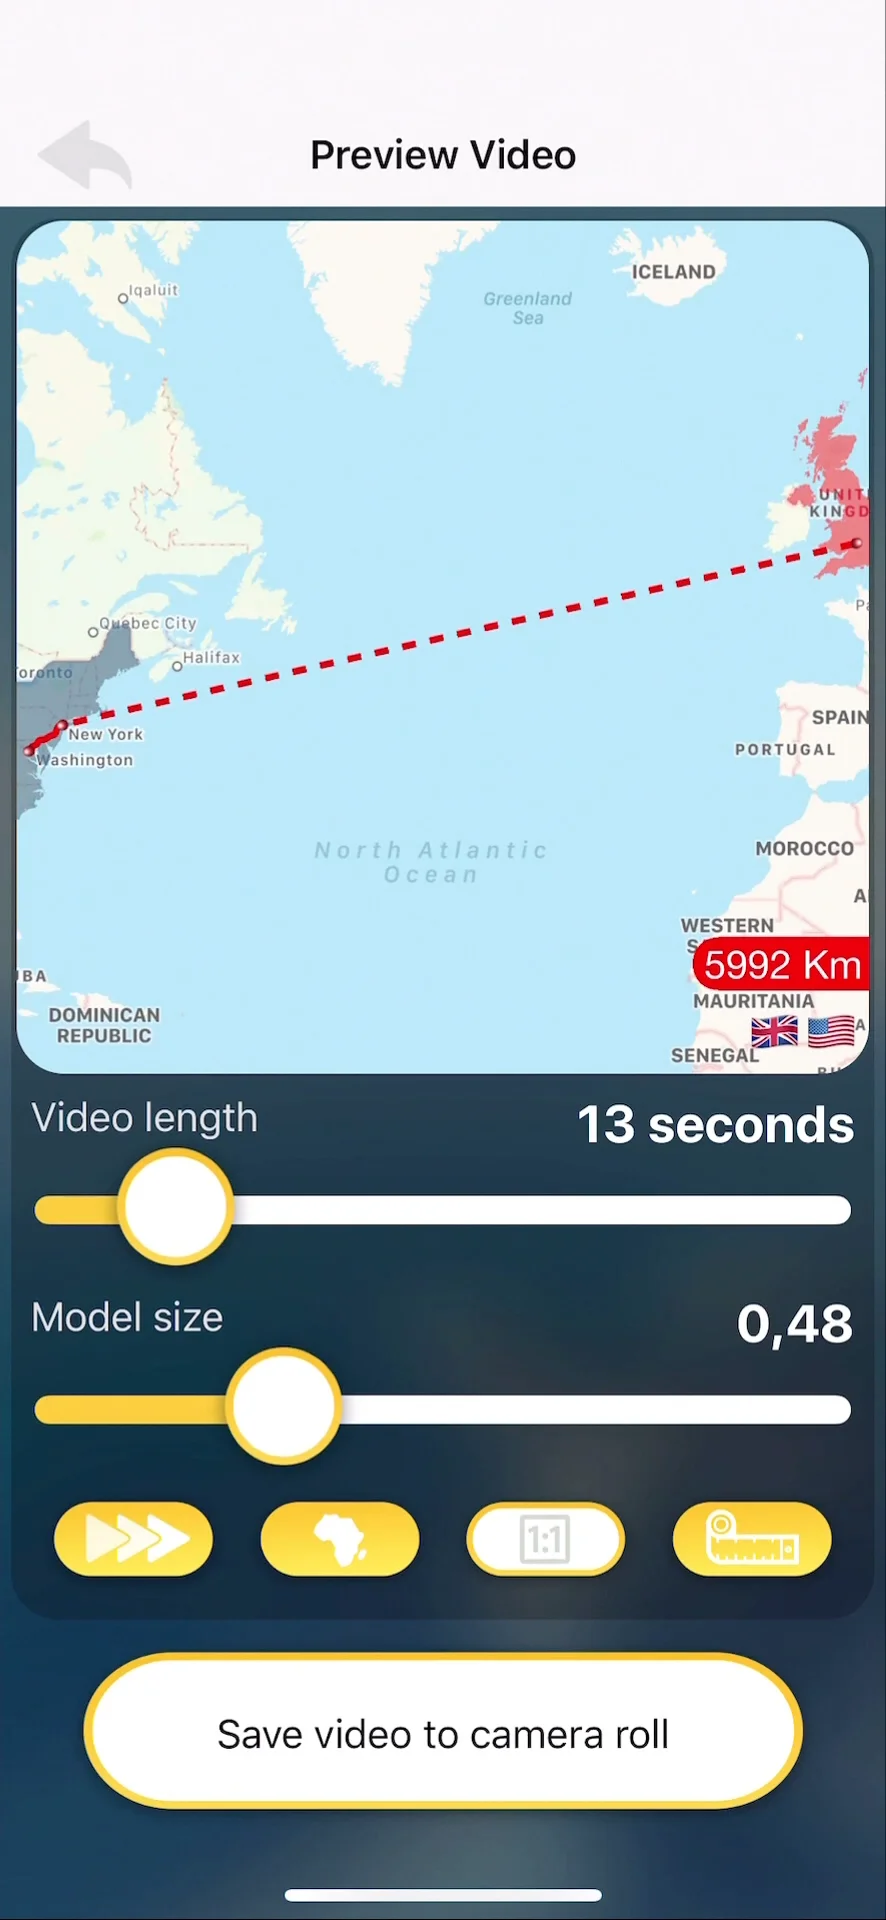 Preview Video
Iqaluit
ICELAND
Greenland
Sea
UNIT
KINGD
Québec City
Halifax
oronto
New York
Washington
SPAIN
PORTUGAL
North Atlantic
Ocean
MOROCCO
WESTERN
5992 Km
MAURITANIA
BA
DOMINICAN
REPUBLIC
SENEGAL
Video length
13 seconds
Model size
0,48
1:1
Save video to camera roll